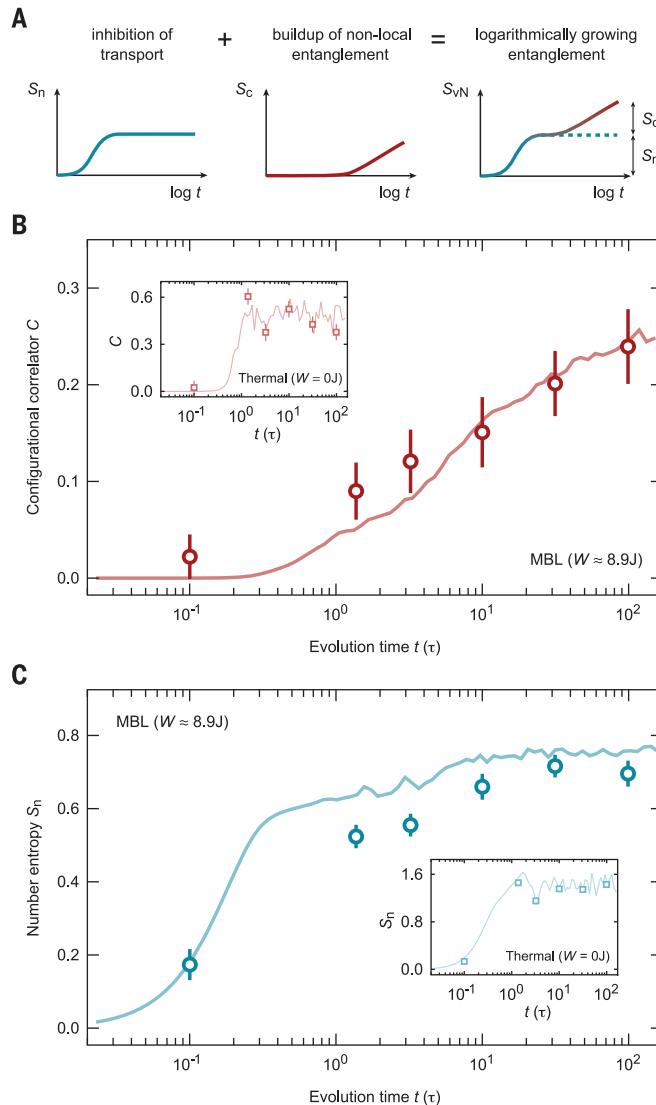 A
inhibition of
transport
+
buildup of non-local
entanglement
=
logarithmically growing
entanglement
Sn
log t
Sc
log t
SvN
Sc
Sn
log t
B
Configurational correlator C
0.3
0.2
0.1
0.0
C
0.6
0.3
0.0
Thermal (W = 0J)
10⁻¹ 10⁰ 10¹ 10²
t (τ)
MBL (W ≈ 8.9J)
10⁻¹ 10⁰ 10¹ 10²
Evolution time t (τ)
C
MBL (W ≈ 8.9J)
Number entropy Sn
0.8
0.6
0.4
0.2
0.0
Sn
1.6
0.8
0.0
Thermal (W = 0J)
10⁻¹ 10⁰ 10¹ 10²
t (τ)
10⁻¹ 10⁰ 10¹ 10²
Evolution time t (τ)